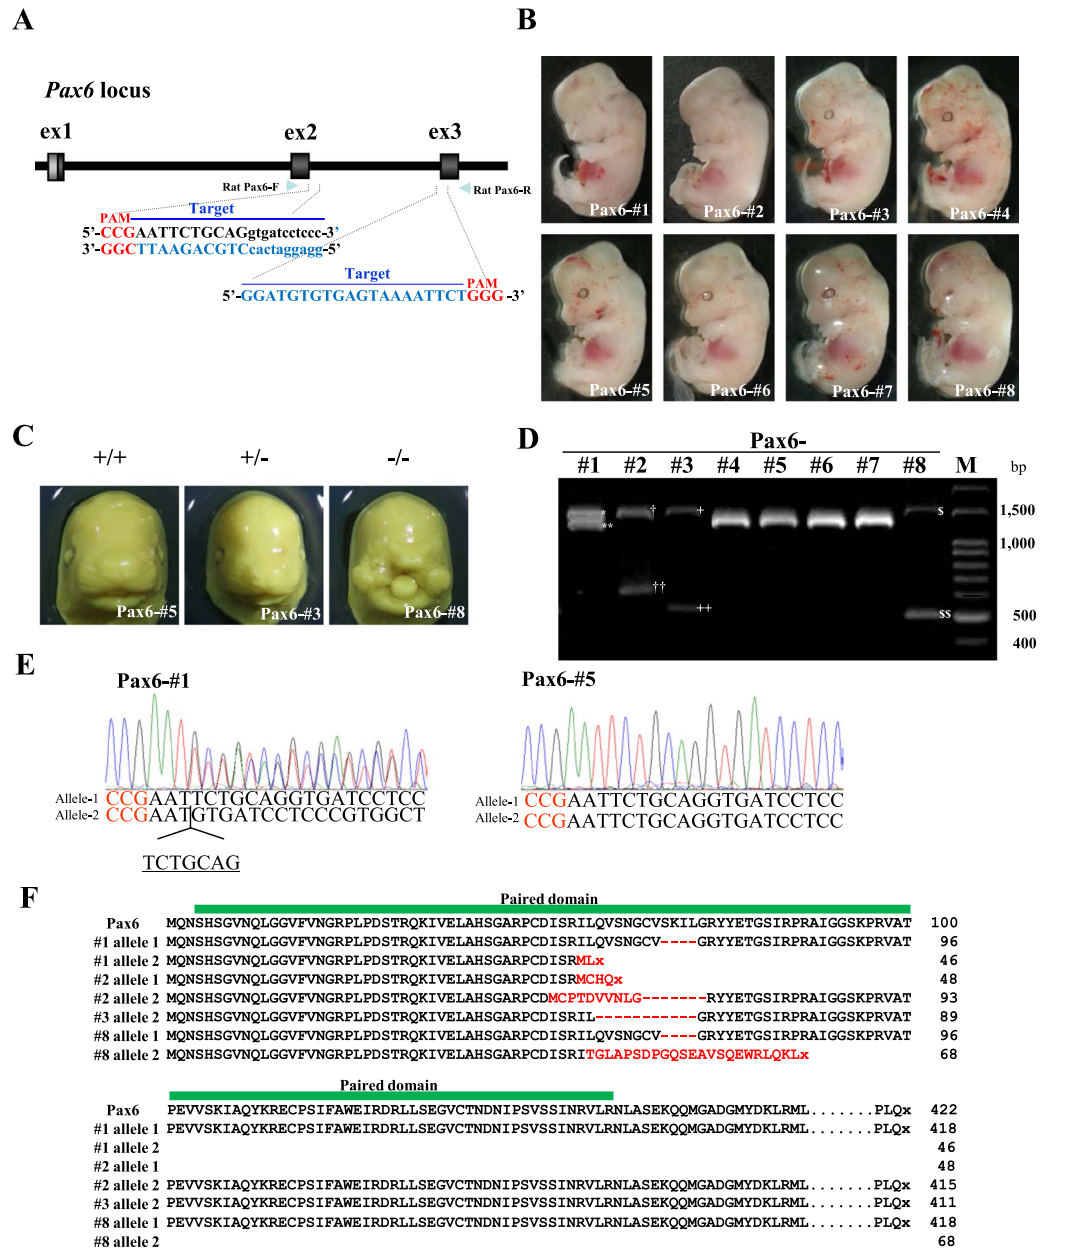 A
Pax6 locus
ex1 ex2 ex3
Rat Pax6-F Rat Pax6-R
PAM Target
5’-CCGAATTCTGCAGgtgatcctccc-3’
3’-GGCTTAAGACGTCcactaggagg-5’
Target PAM
5’-GGATGTGTGAGTAAAATTCTGGG-3’
B
Pax6-#1 Pax6-#2 Pax6-#3 Pax6-#4
Pax6-#5 Pax6-#6 Pax6-#7 Pax6-#8
C
+/+ +/- -/-
Pax6-#5 Pax6-#3 Pax6-#8
D
Pax6-
#1 #2 #3 #4 #5 #6 #7 #8 M bp
* † + $ 1,500
**
1,000
††
++ $$ 500
400
E
Pax6-#1
Allele-1 CCGAATTCTGCAGGTGATCCTCC
Allele-2 CCGAATGTGATCCTCCCGTGGCT
TCTGCAG
Pax6-#5
Allele-1 CCGAATTCTGCAGGTGATCCTCC
Allele-2 CCGAATTCTGCAGGTGATCCTCC
F
Paired domain
Pax6 MQNSHSGVNQLGGVFVNGRPLPDSTRQKIVELAHSGARPCDISRILQVSNGCVSKILGRYYETGSIRPRAIGGSKPRVAT 100
#1 allele 1 MQNSHSGVNQLGGVFVNGRPLPDSTRQKIVELAHSGARPCDISRILQVSNGCV----GRYYETGSIRPRAIGGSKPRVAT 96
#1 allele 2 MQNSHSGVNQLGGVFVNGRPLPDSTRQKIVELAHSGARPCDISRMLx 46
#2 allele 1 MQNSHSGVNQLGGVFVNGRPLPDSTRQKIVELAHSGARPCDISRMCHQx 48
#2 allele 2 MQNSHSGVNQLGGVFVNGRPLPDSTRQKIVELAHSGARPCDMCPTDVVNLG-------RYYETGSIRPRAIGGSKPRVAT 93
#3 allele 2 MQNSHSGVNQLGGVFVNGRPLPDSTRQKIVELAHSGARPCDISRIL-----------GRYYETGSIRPRAIGGSKPRVAT 89
#8 allele 1 MQNSHSGVNQLGGVFVNGRPLPDSTRQKIVELAHSGARPCDISRILQVSNGCV----GRYYETGSIRPRAIGGSKPRVAT 96
#8 allele 2 MQNSHSGVNQLGGVFVNGRPLPDSTRQKIVELAHSGARPCDISRITGLAPSDPGQSEAVSQEWRLQKLx 68
Paired domain
Pax6 PEVVSKIAQYKRECPSIFAWEIRDRLLSEGVCTNDNIPSVSSINRVLRNLASEKQQMGADGMYDKLRML.......PLQx 422
#1 allele 1 PEVVSKIAQYKRECPSIFAWEIRDRLLSEGVCTNDNIPSVSSINRVLRNLASEKQQMGADGMYDKLRML.......PLQx 418
#1 allele 2 46
#2 allele 1 48
#2 allele 2 PEVVSKIAQYKRECPSIFAWEIRDRLLSEGVCTNDNIPSVSSINRVLRNLASEKQQMGADGMYDKLRML.......PLQx 415
#3 allele 2 PEVVSKIAQYKRECPSIFAWEIRDRLLSEGVCTNDNIPSVSSINRVLRNLASEKQQMGADGMYDKLRML.......PLQx 411
#8 allele 1 PEVVSKIAQYKRECPSIFAWEIRDRLLSEGVCTNDNIPSVSSINRVLRNLASEKQQMGADGMYDKLRML.......PLQx 418
#8 allele 2 68